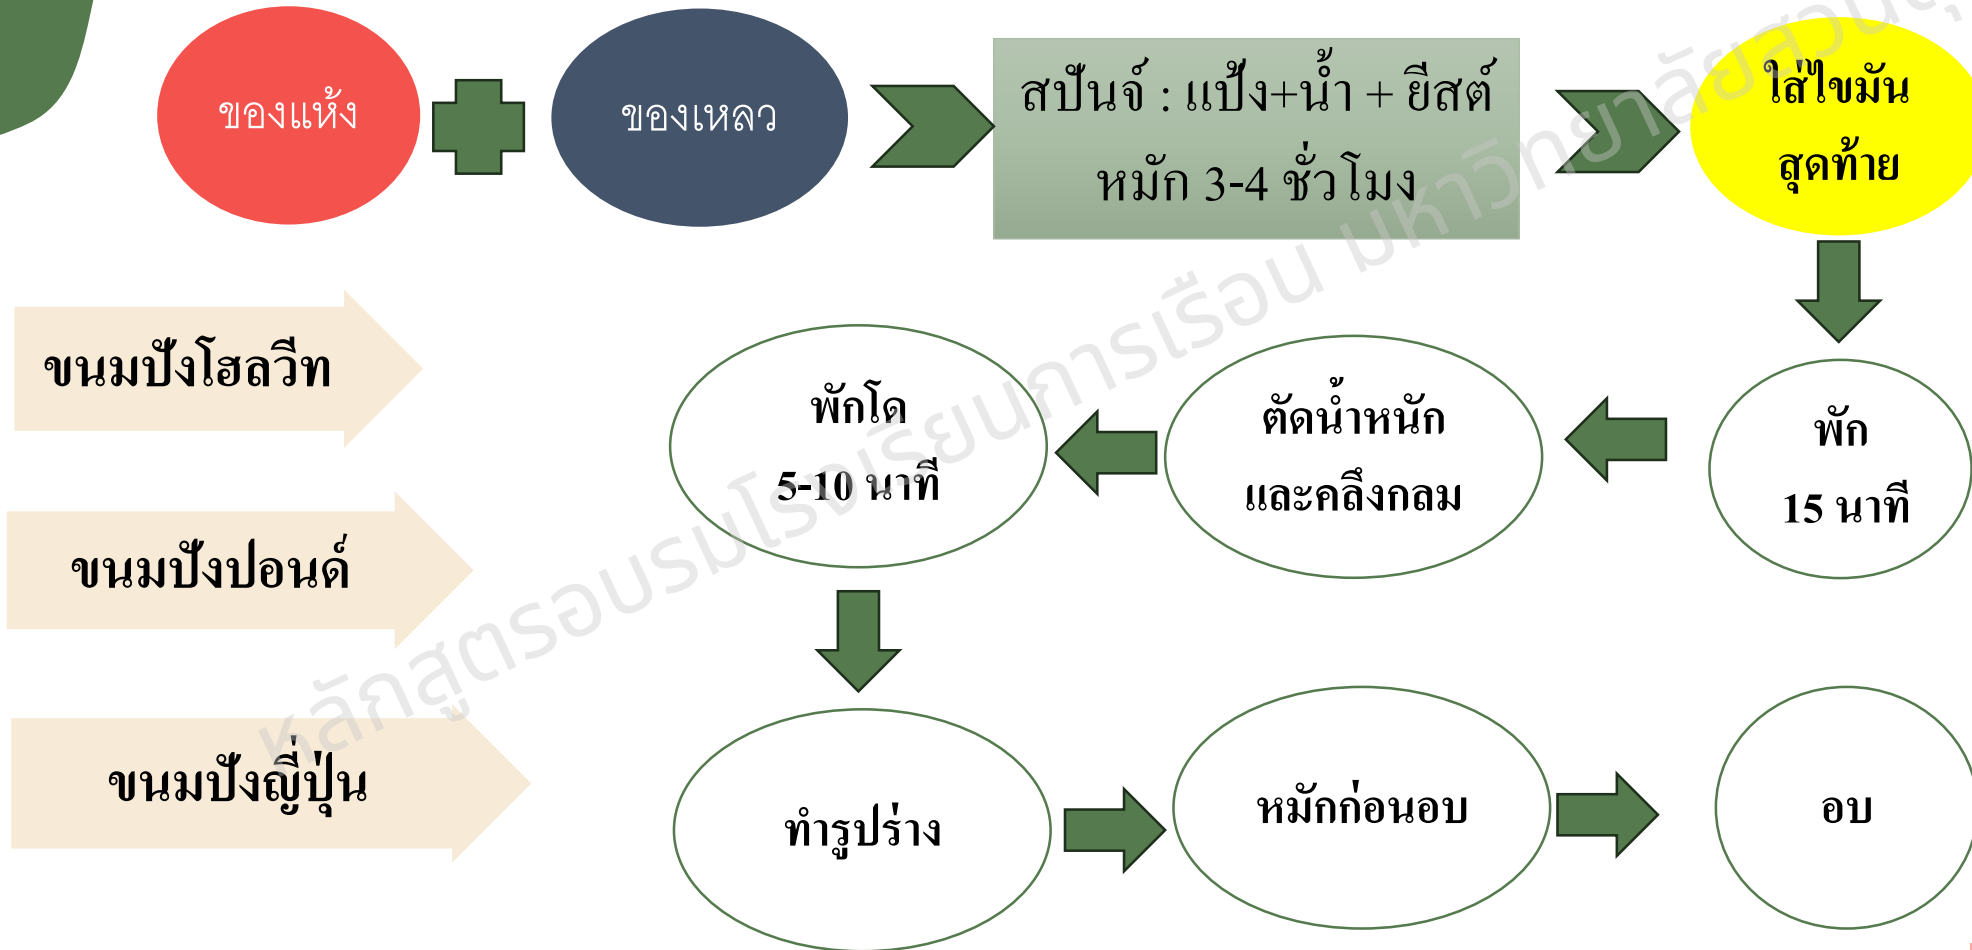 ของแห้ง
ของเหลว
สปันจ์ : แป้ง+น้ำ + ยีสต์
หมัก 3-4 ชั่วโมง
ใส่ไขมัน
สุดท้าย
ขนมปังโฮลวีท
พักโด
5-10 นาที
ตัดน้ำหนัก
และคลึงกลม
พัก
15 นาที
ขนมปังปอนด์
ขนมปังญี่ปุ่น
ทำรูปร่าง
หมักก่อนอบ
อบ
หลักสูตรอบรมโรงเรียนการเรือน มหาวิทยาลัยสวนดุ